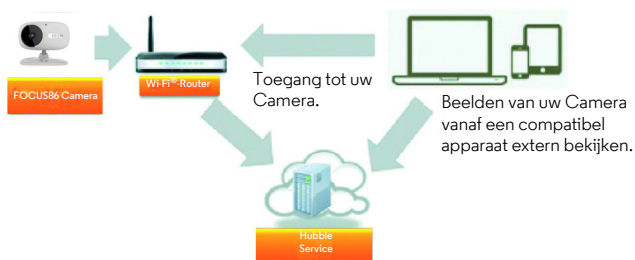 FOCUS86 Camera
Wi-Fi®-Router
Toegang tot uw
Camera.
Beelden van uw Camera
vanaf een compatibel
apparaat extern bekijken.
Hubble
Service